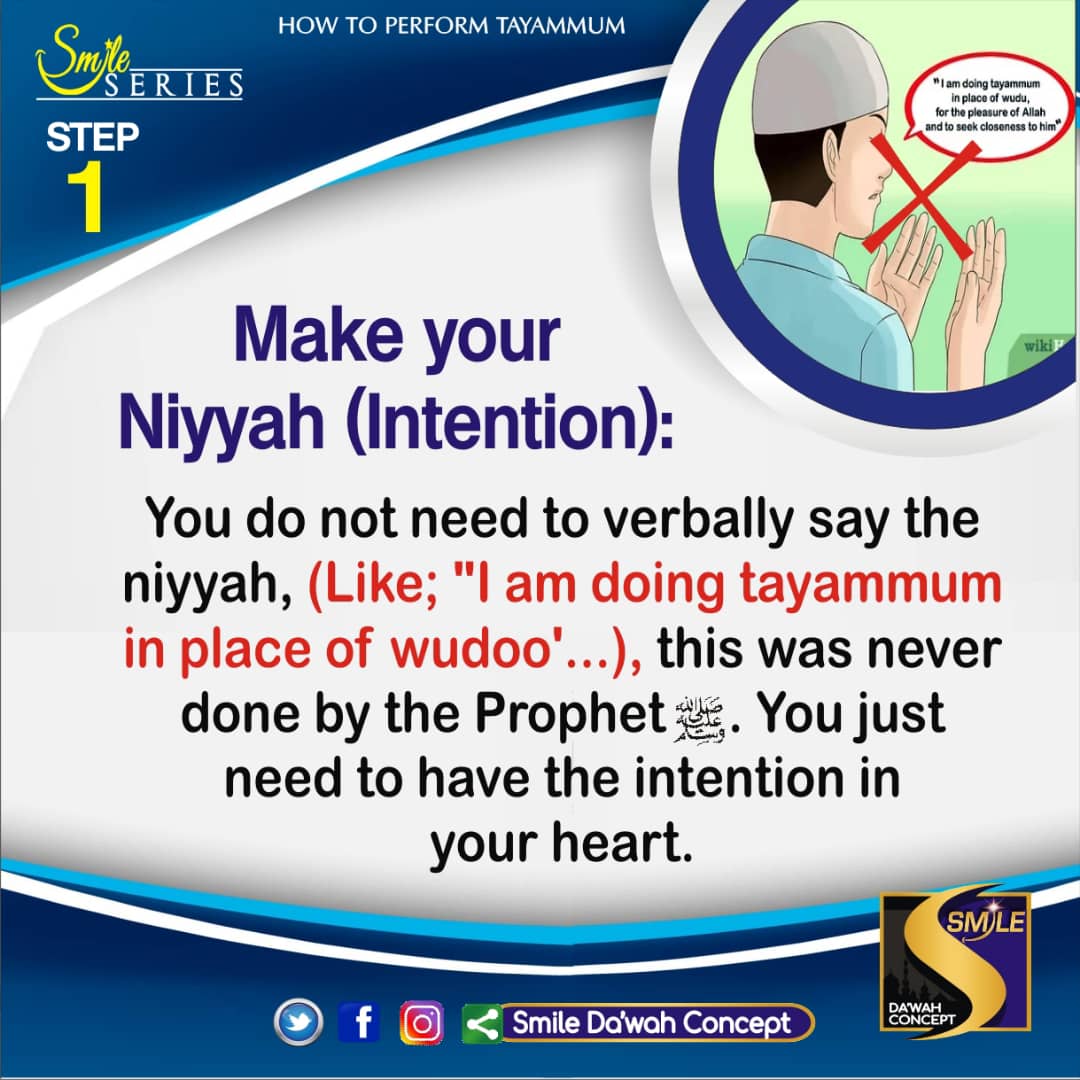 HOW TO PERFORM TAYAMMUM
Smile
SERIES
STEP
1
"I am doing tayammum
in place of wudu,
for the pleasure of Allah
and to seek closeness to him"
wikiH
Make your
Niyyah (Intention):
You do not need to verbally say the
niyyah, (Like; "I am doing tayammum
in place of wudoo'...), this was never
done by the Prophet ﷺ. You just
need to have the intention in
your heart.
SMILE
DA'WAH
CONCEPT
Smile Da'wah Concept